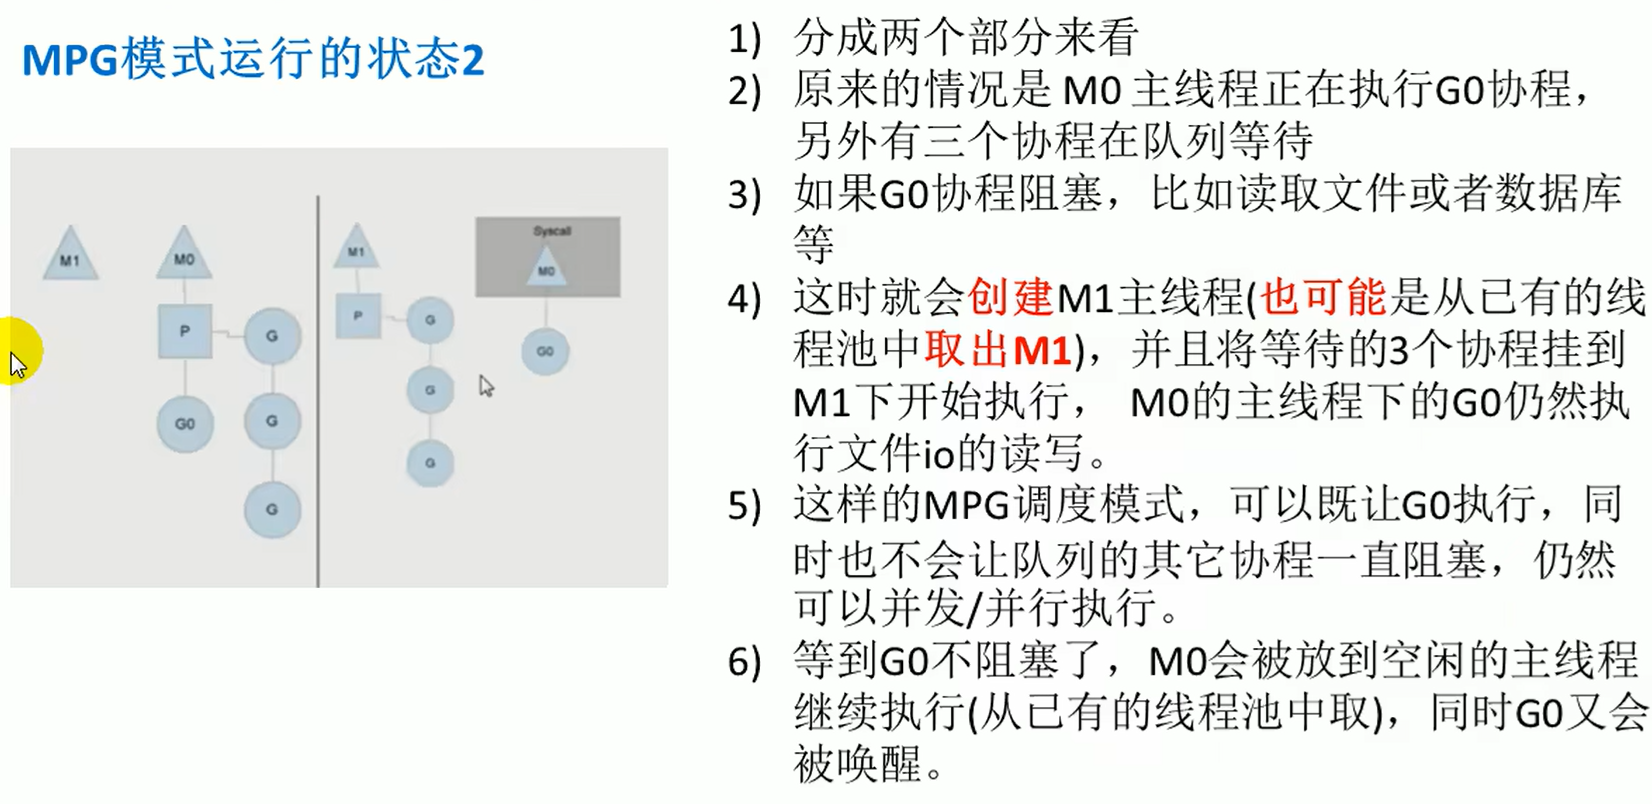 MPG模式运行的状态2
M1
M0
P
G
G0
G
G
M1
P
G
G
G
Syscall
M0
G0
1) 分成两个部分来看
2) 原来的情况是 M0 主线程正在执行G0协程，
另外有三个协程在队列等待
3) 如果G0协程阻塞，比如读取文件或者数据库
等
4) 这时就会创建M1主线程(也可能是从已有的线
程池中取出M1)，并且将等待的3个协程挂到
M1下开始执行， M0的主线程下的G0仍然执
行文件io的读写。
5) 这样的MPG调度模式，可以既让G0执行，同
时也不会让队列的其它协程一直阻塞，仍然
可以并发/并行执行。
6) 等到G0不阻塞了，M0会被放到空闲的主线程
继续执行(从已有的线程池中取)，同时G0又会
被唤醒。